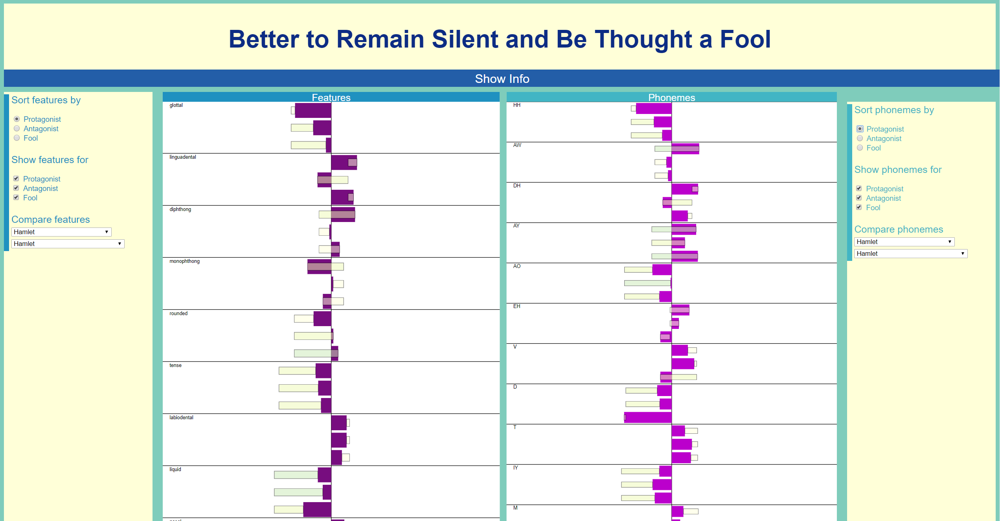 Better to Remain Silent and Be Thought a Fool
Show Info
Sort features by
Protagonist
Antagonist
Fool
Show features for
Protagonist
Antagonist
Fool
Compare features
Hamlet
Hamlet
Features
glottal
linguadental
diphthong
monophthong
rounded
tense
labiodental
liquid
Phonemes
HH
AW
DH
AY
AO
EH
V
D
T
IY
M
Sort phonemes by
Protagonist
Antagonist
Fool
Show phonemes for
Protagonist
Antagonist
Fool
Compare phonemes
Hamlet
Hamlet